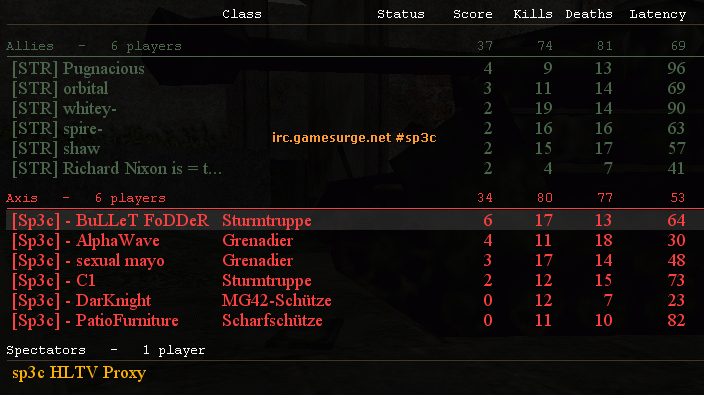 Class Status Score Kills Deaths Latency
Allies - 6 players 37 74 81 69
[STR] Pugnacious 4 9 13 96
[STR] orbital 3 11 14 69
[STR] whitey- 2 19 14 90
[STR] spire- 2 16 16 63
irc.gamesurge.net #sp3c
[STR] shaw 2 15 17 57
[STR] Richard Nixon is = t... 2 4 7 41
Axis - 6 players 34 80 77 53
[Sp3c] - BuLLeT FoDDeR Sturmtruppe 6 17 13 64
[Sp3c] - AlphaWave Grenadier 4 11 18 30
[Sp3c] - sexual mayo Grenadier 3 17 14 48
[Sp3c] - C1 Sturmtruppe 2 12 15 73
[Sp3c] - DarKnight MG42-Schütze 0 12 7 23
[Sp3c] - PatioFurniture Scharfschütze 0 11 10 82
Spectators - 1 player
sp3c HLTV Proxy